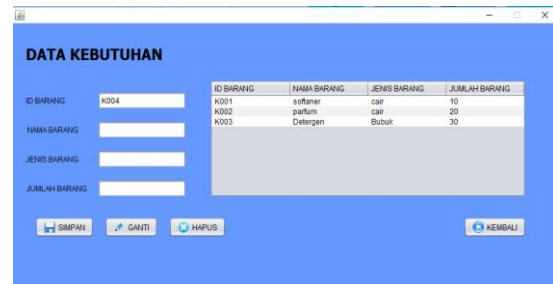 DATA KEBUTUHAN
ID BARANG K004
NAMA BARANG
JENIS BARANG
JUMLAH BARANG
ID BARANG NAMA BARANG JENIS BARANG JUMLAH BARANG
K001 softaner cair 10
K002 parfum cair 20
K003 Detergen Bubuk 30
SIMPAN GANTI HAPUS KEMBALI